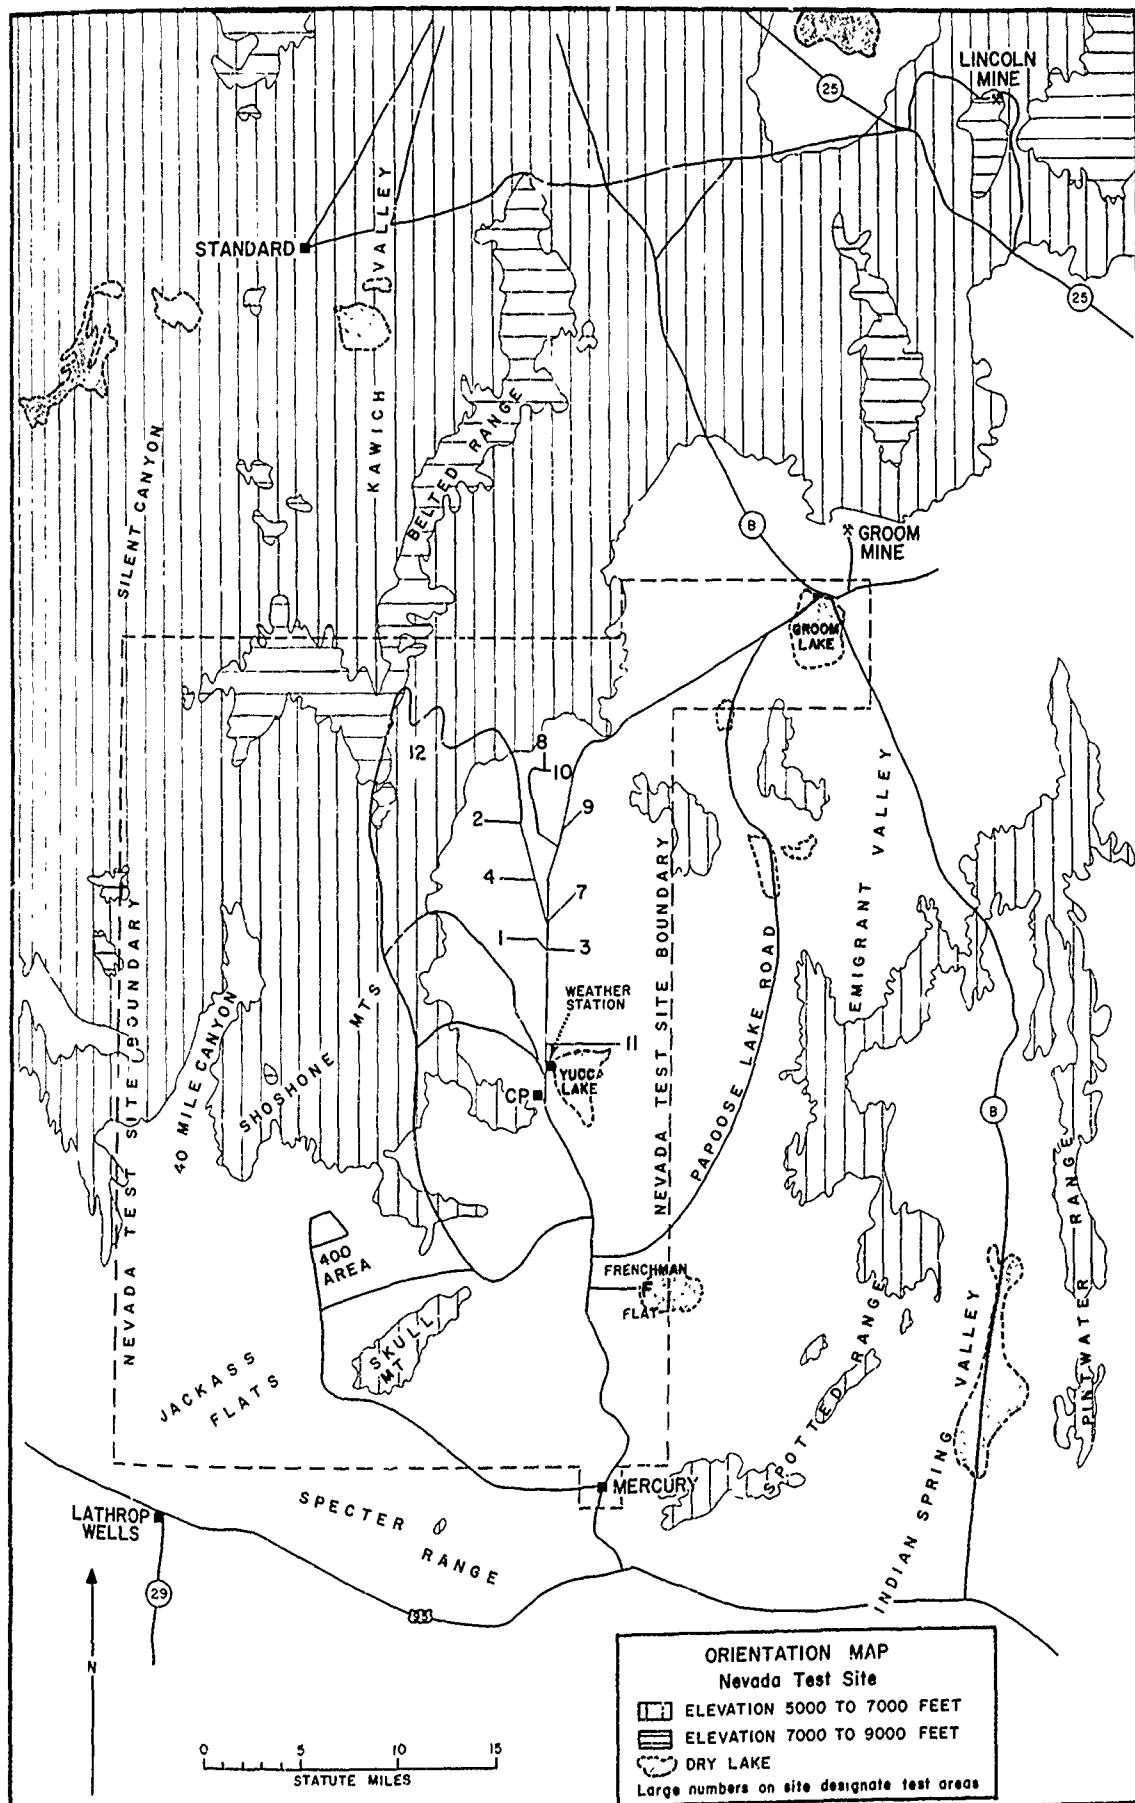 LINCOLN
MINE
25
VALLEY
STANDARD
25
KAWICH
BELTED RANGE
SILENT CANYON
B
GROOM
MINE
GROOM
LAKE
12
8
10
9
2
4
7
1
3
EMIGRANT VALLEY
NEVADA TEST SITE BOUNDARY
PAPOOSE LAKE ROAD
NEVADA TEST SITE BOUNDARY
WEATHER
STATION
11
YUCCA
LAKE
CP
40 MILE CANYON
SHOSHONE MTS
B
400
AREA
FRENCHMAN
F
FLAT
SKULL
MT
JACKASS
FLATS
SPOTTED RANGE
PINTWATER RANGE
INDIAN SPRING VALLEY
MERCURY
LATHROP
WELLS
SPECTER
RANGE
29
95
N
0 5 10 15
STATUTE MILES
ORIENTATION MAP
Nevada Test Site
ELEVATION 5000 TO 7000 FEET
ELEVATION 7000 TO 9000 FEET
DRY LAKE
Large numbers on site designate test areas